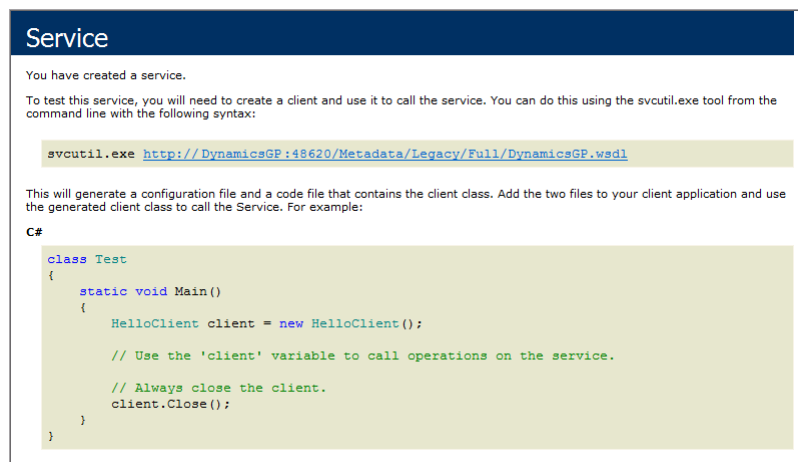 Service
You have created a service.
To test this service, you will need to create a client and use it to call the service. You can do this using the svcutil.exe tool from the
command line with the following syntax:
svcutil.exe http://DynamicsGP:48620/Metadata/Legacy/Full/DynamicsGP.wsdl
This will generate a configuration file and a code file that contains the client class. Add the two files to your client application and use
the generated client class to call the Service. For example:
C#
class Test
{
    static void Main()
    {
        HelloClient client = new HelloClient();
        // Use the 'client' variable to call operations on the service.
        // Always close the client.
        client.Close();
    }
}